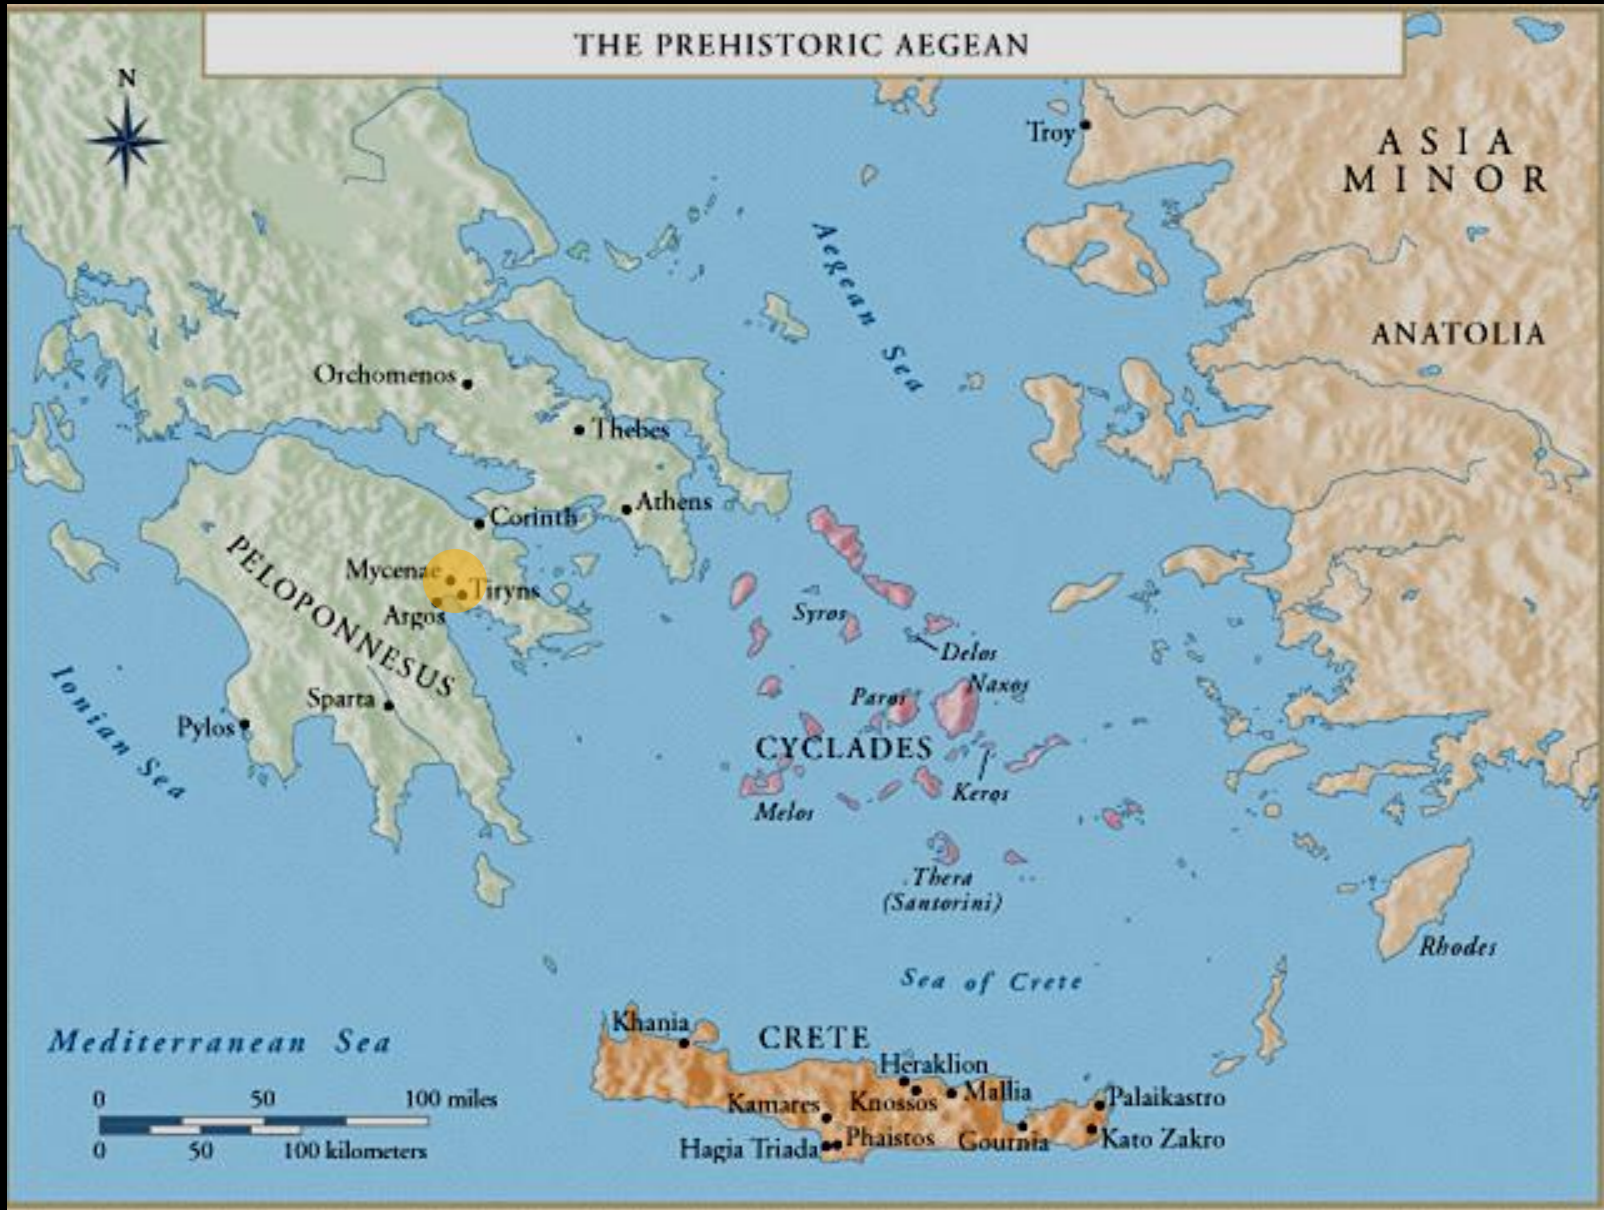 THE PREHISTORIC AEGEAN
N
Troy
ASIA
MINOR
Aegean Sea
ANATOLIA
Orchomenos
Thebes
Athens
Corinth
Mycenae
Tiryns
Argos
PELOPONNESUS
Syros
Delos
Ionian Sea
Sparta
Paros
Naxos
Pylos
CYCLADES
Keros
Melos
Thera
(Santorini)
Rhodes
Sea of Crete
Khania
CRETE
Mediterranean Sea
Heraklion
Mallia
Palaikastro
0 50 100 miles
Kamares
Knossos
0 50 100 kilometers
Hagia Triada
Phaistos
Gournia
Kato Zakro